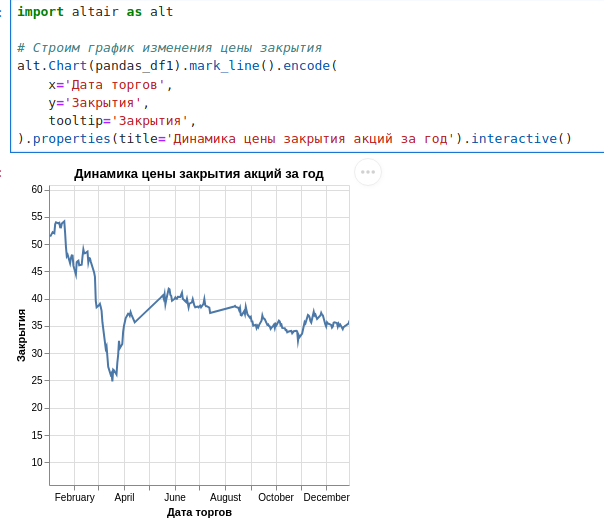 import altair as alt
# Строим график изменения цены закрытия
alt.Chart(pandas_df1).mark_line().encode(
x='Дата торгов',
y='Закрытия',
tooltip='Закрытия',
).properties(title='Динамика цены закрытия акций за год').interactive()
Динамика цены закрытия акций за год
60
55
50
45
40
35
30
25
20
15
10
Закрытия
February April June August October December
Дата торгов